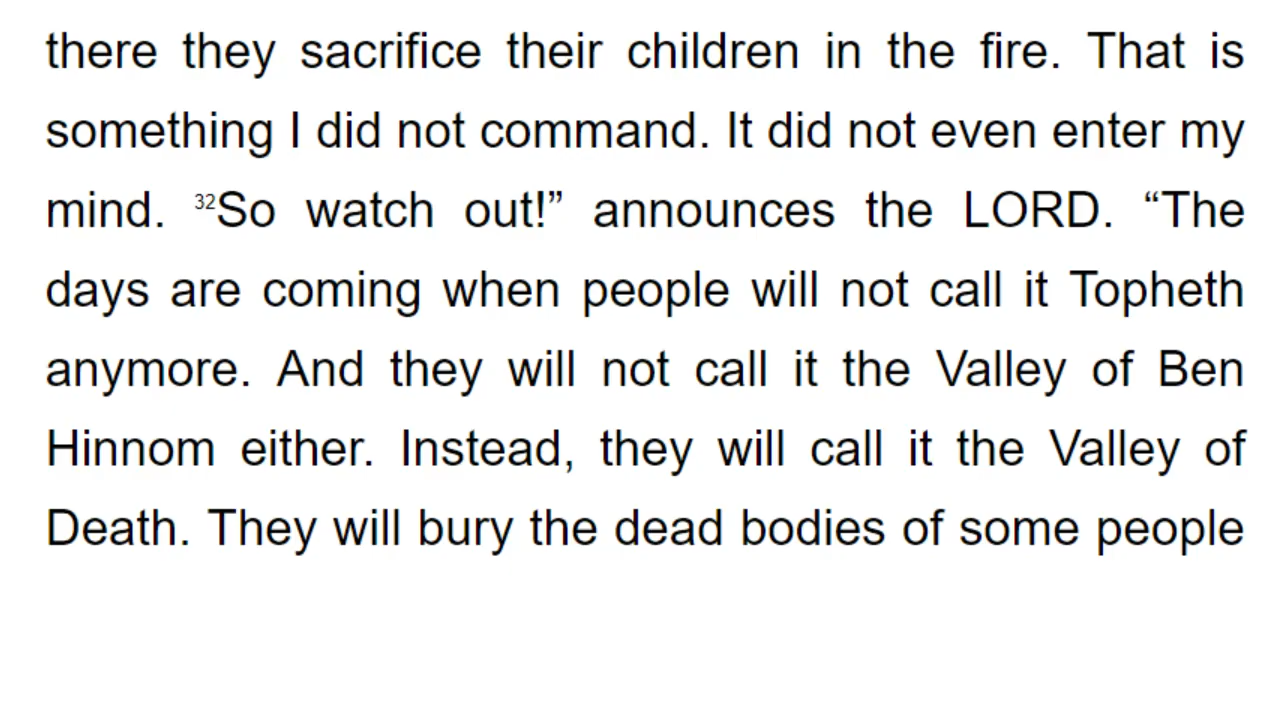 there they sacrifice their children in the fire. That is
something I did not command. It did not even enter my
mind. 32So watch out!” announces the LORD. “The
days are coming when people will not call it Topheth
anymore. And they will not call it the Valley of Ben
Hinnom either. Instead, they will call it the Valley of
Death. They will bury the dead bodies of some people